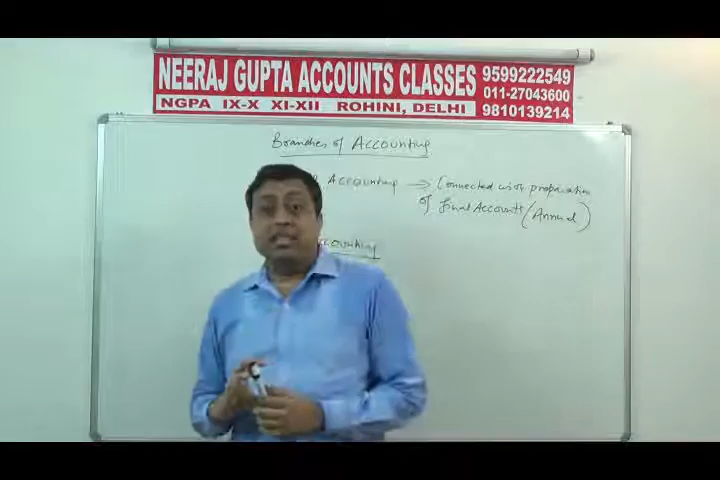 NEERAJ GUPTA ACCOUNTS CLASSES
9599222549
011-27043600
NGPA IX-X XI-XII ROHINI, DELHI
9810139214
Branches of Accounting
Accounting → Connected with preparation
of Final Accounts (Annual)
ccounting